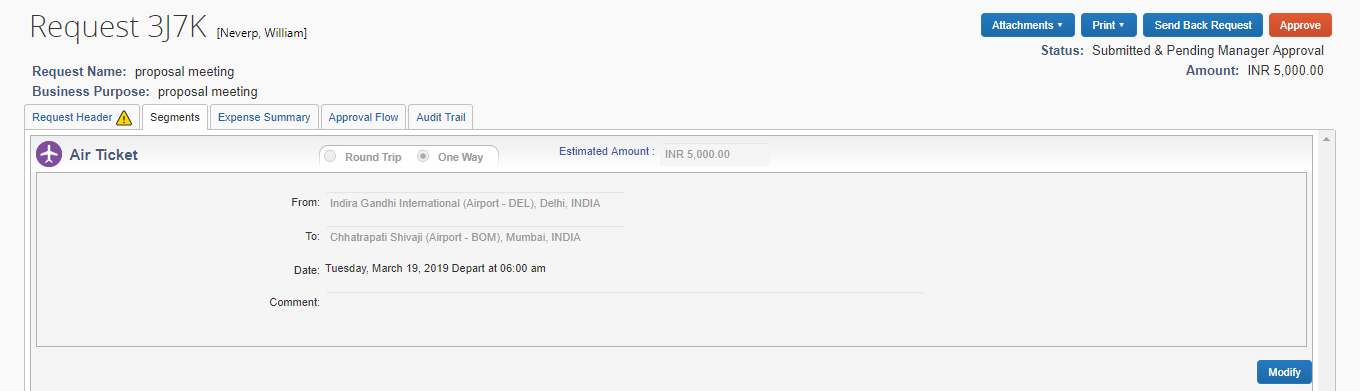 Request 3J7K [Neverp, William]
Attachments Print Send Back Request Approve
Status: Submitted & Pending Manager Approval
Request Name: proposal meeting
Amount: INR 5,000.00
Business Purpose: proposal meeting
Request Header Segments Expense Summary Approval Flow Audit Trail
Air Ticket Round Trip One Way Estimated Amount : INR 5,000.00
From: Indira Gandhi International (Airport - DEL), Delhi, INDIA
To: Chhatrapati Shivaji (Airport - BOM), Mumbai, INDIA
Date: Tuesday, March 19, 2019 Depart at 06:00 am
Comment:
Modify